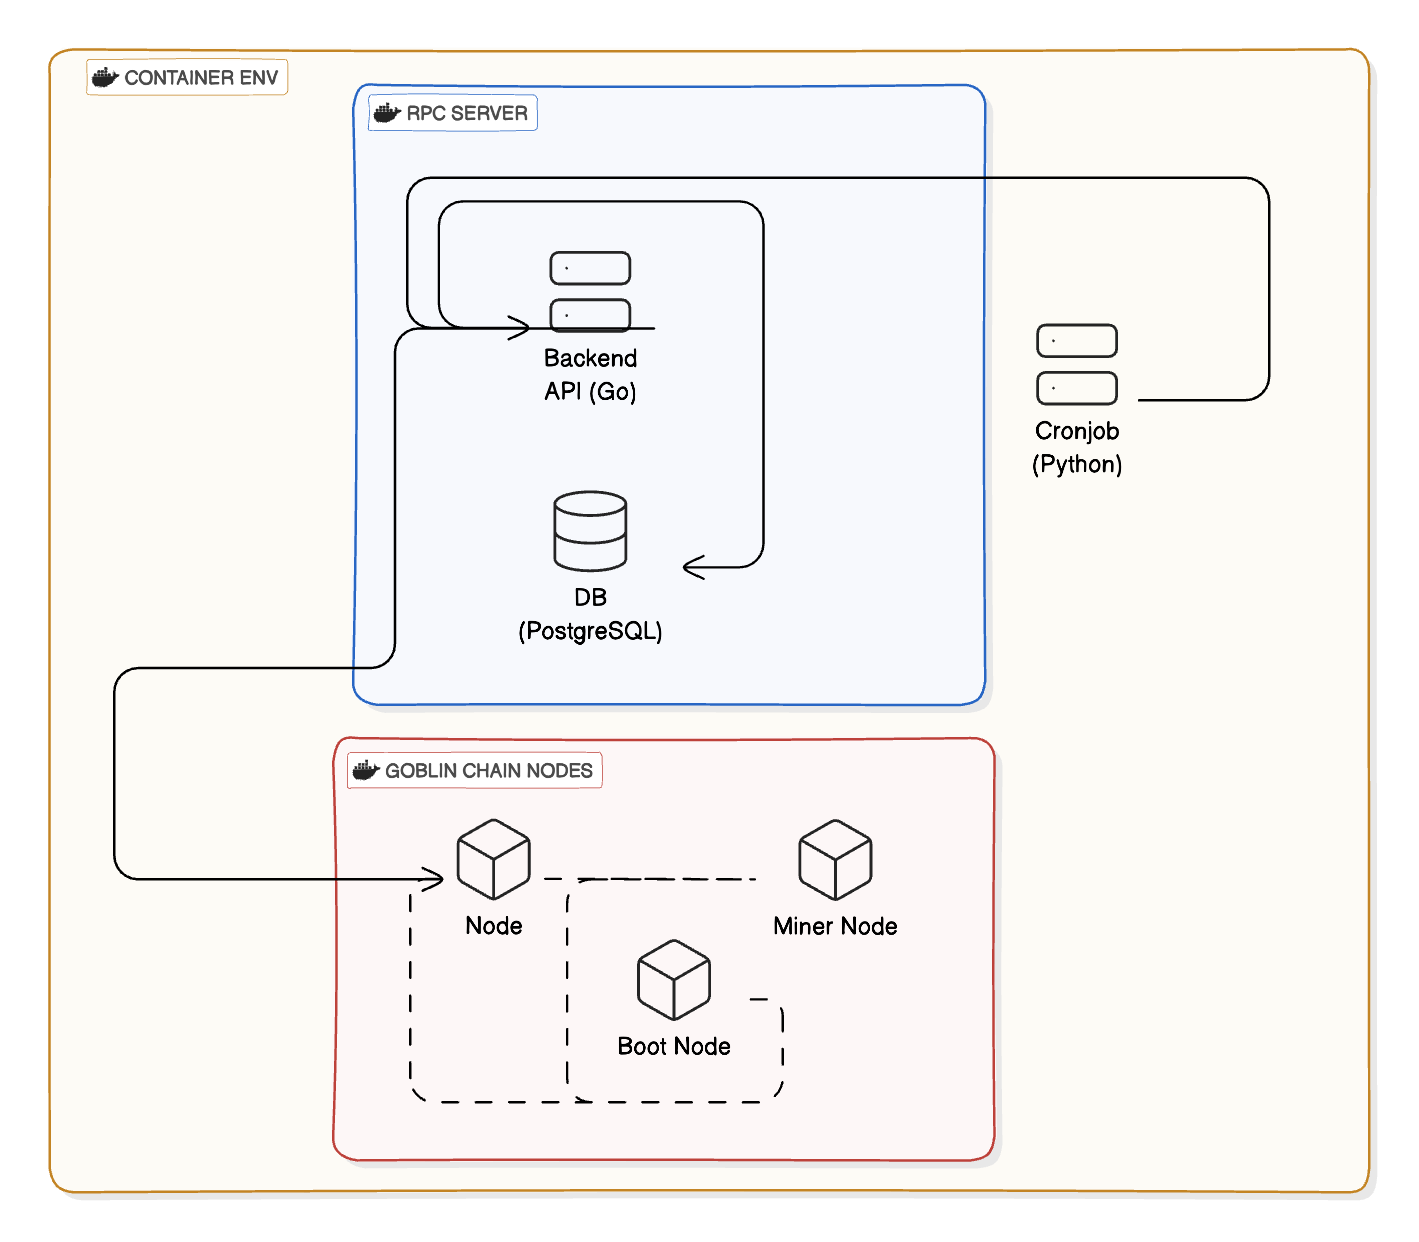 CONTAINER ENV
RPC SERVER
Backend
API (Go)
Cronjob
(Python)
DB
(PostgreSQL)
GOBLIN CHAIN NODES
Node
Miner Node
Boot Node